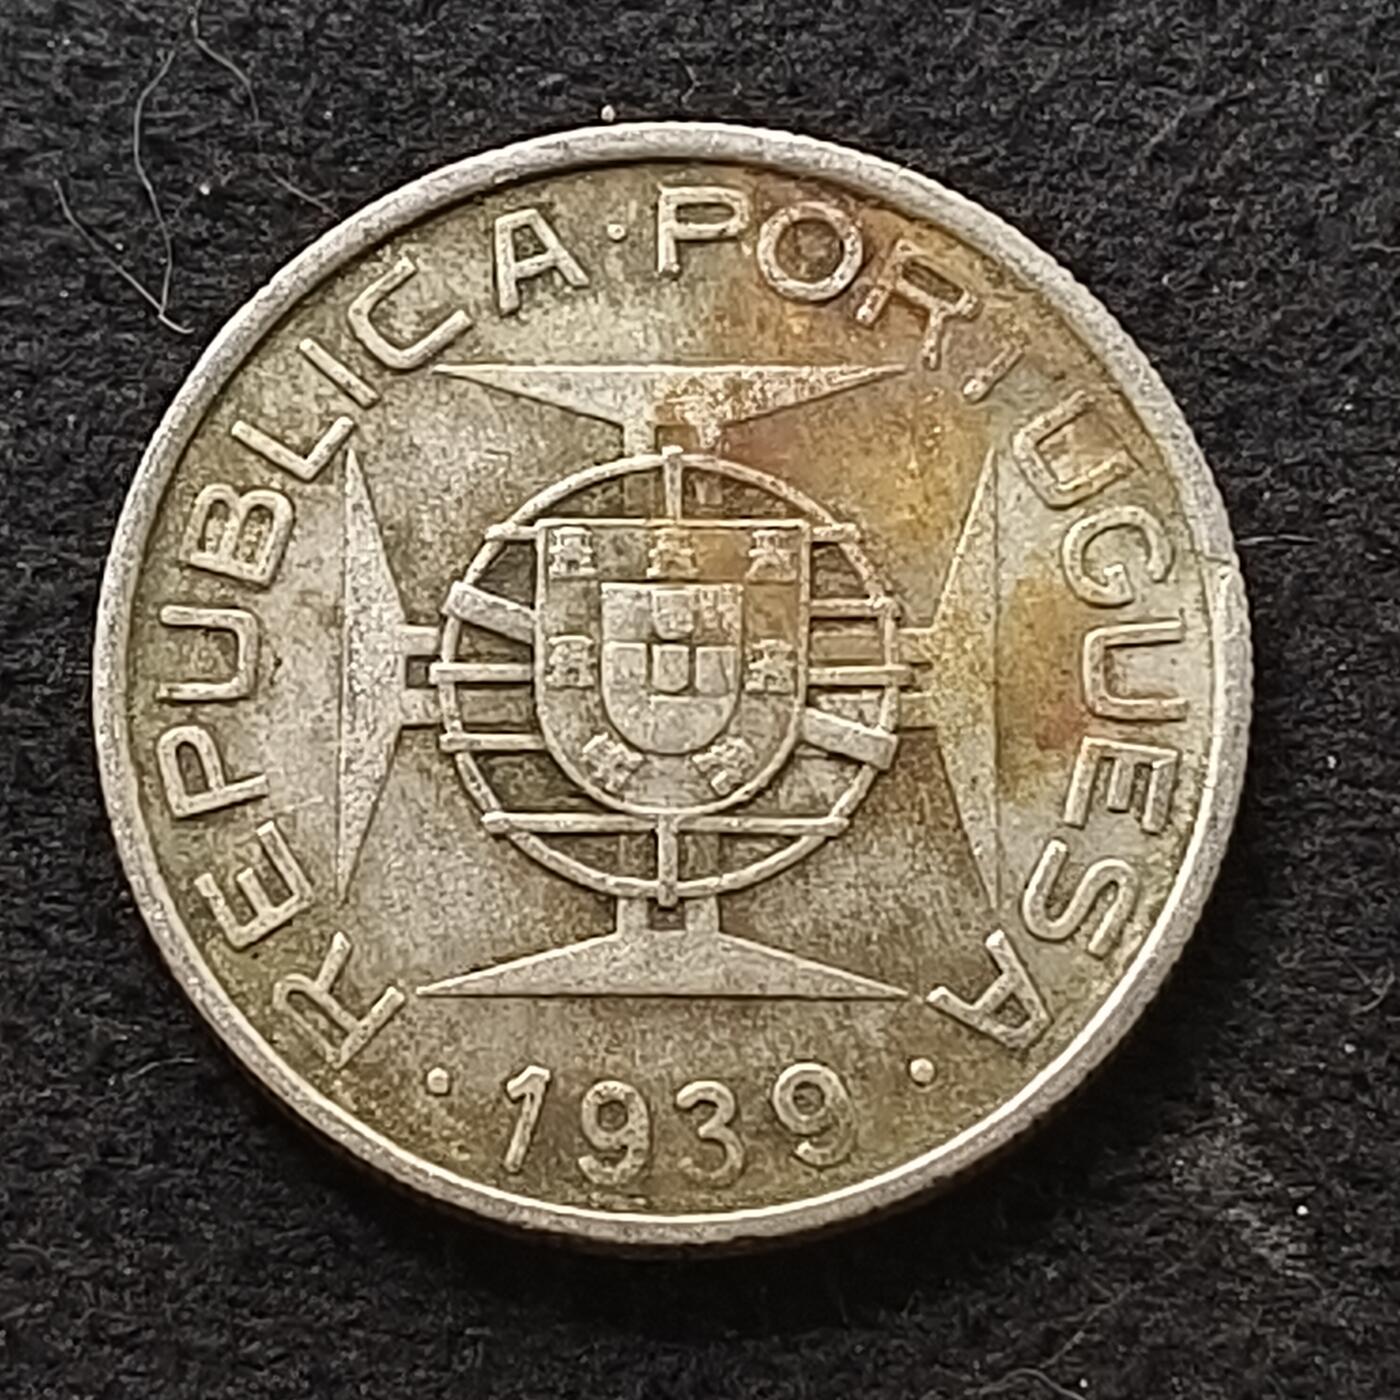 REPUBLICA · PORTUGUESA
· 1939 ·